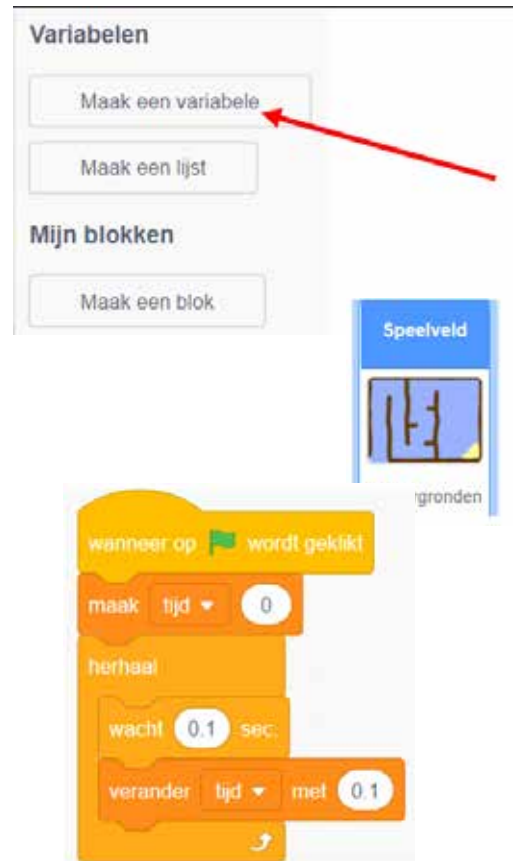 Variabelen
Maak een variabele
Maak een lijst
Mijn blokken
Maak een blok
Speelveld
rgronden
wanneer op wordt geklikt
maak tijd 0
herhaal
wacht 0.1 sec.
verander tijd met 0.1